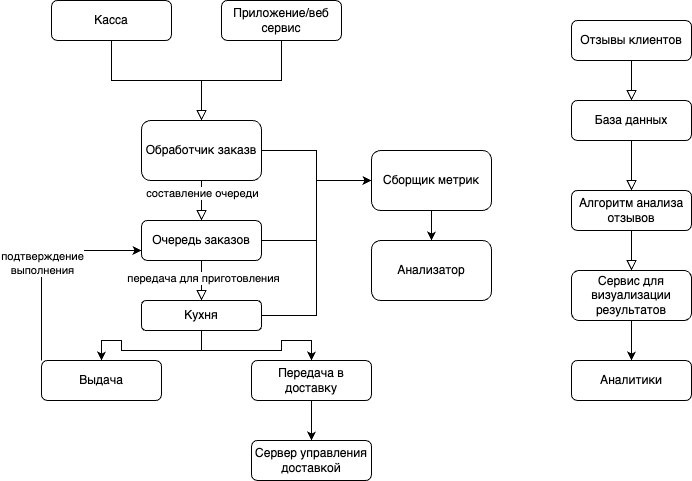 Касса
Приложение/веб
сервис
Обработчик заказв
составление очереди
Очередь заказов
подтверждение
выполнения
передача для приготовления
Кухня
Выдача
Передача в
доставку
Сервер управления
доставкой
Сборщик метрик
Анализатор
Отзывы клиентов
База данных
Алгоритм анализа
отзывов
Сервис для
визуализации
результатов
Аналитики